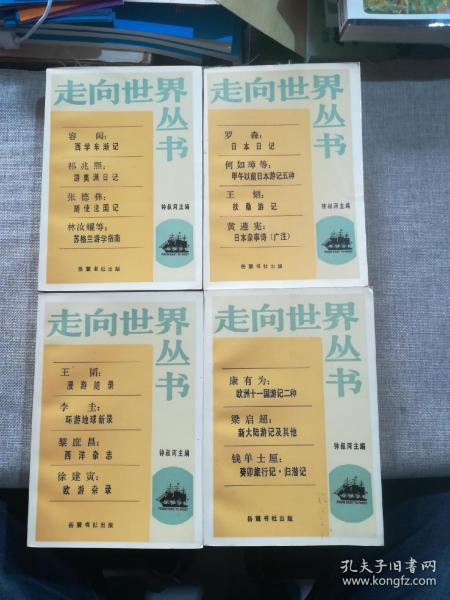 走向世界
丛书
容闳：
西学东渐记
祁兆熙：
游美洲日记
张德彝：
随使法国记
林汝耀等：
苏格兰游学指南
钟叔河主编
岳麓书社出版
走向世界
丛书
罗森：
日本日记
何如璋等：
甲午以前日本游记五种
王韬：
扶桑游记
黄遵宪：
日本杂事诗（广注）
钟叔河主编
岳麓书社出版
走向世界
丛书
王韬：
漫游随录
李圭：
环游地球新录
黎庶昌：
西洋杂志
徐建寅：
欧游杂录
钟叔河主编
岳麓书社出版
走向世界
丛书
康有为：
欧洲十一国游记二种
梁启超：
新大陆游记及其他
钱单士厘：
癸卯旅行记·归潜记
钟叔河主编
岳麓书社出版
孔夫子旧书网
www.kongfz.com